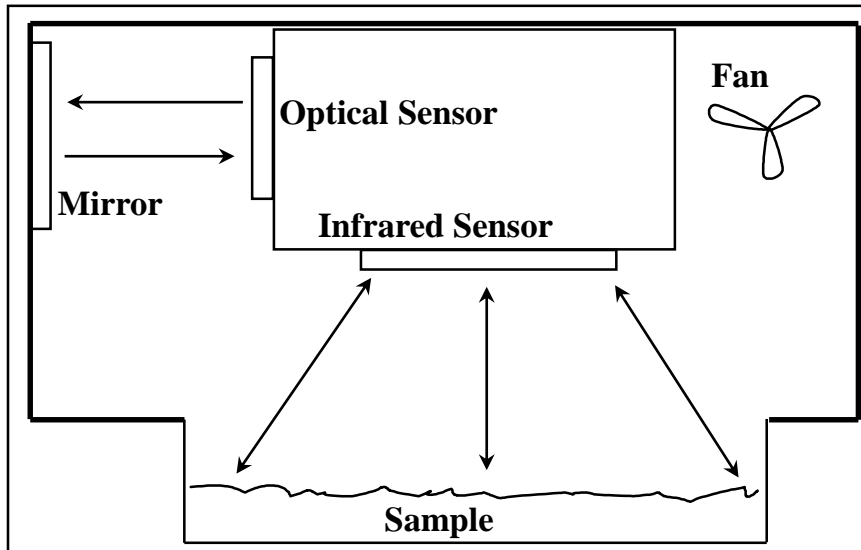 Fan
Optical Sensor
Mirror
Infrared Sensor
Sample